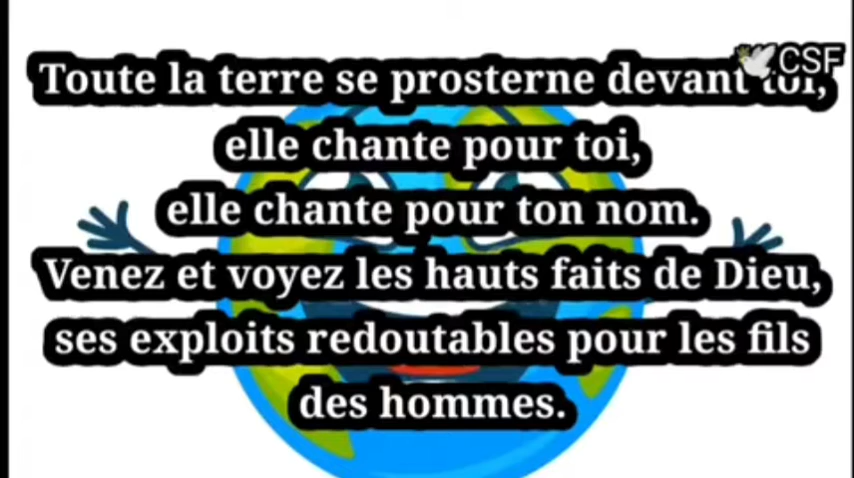 CSF
Toute la terre se prosterne devant toi,
elle chante pour toi,
elle chante pour ton nom.
Venez et voyez les hauts faits de Dieu,
ses exploits redoutables pour les fils
des hommes.